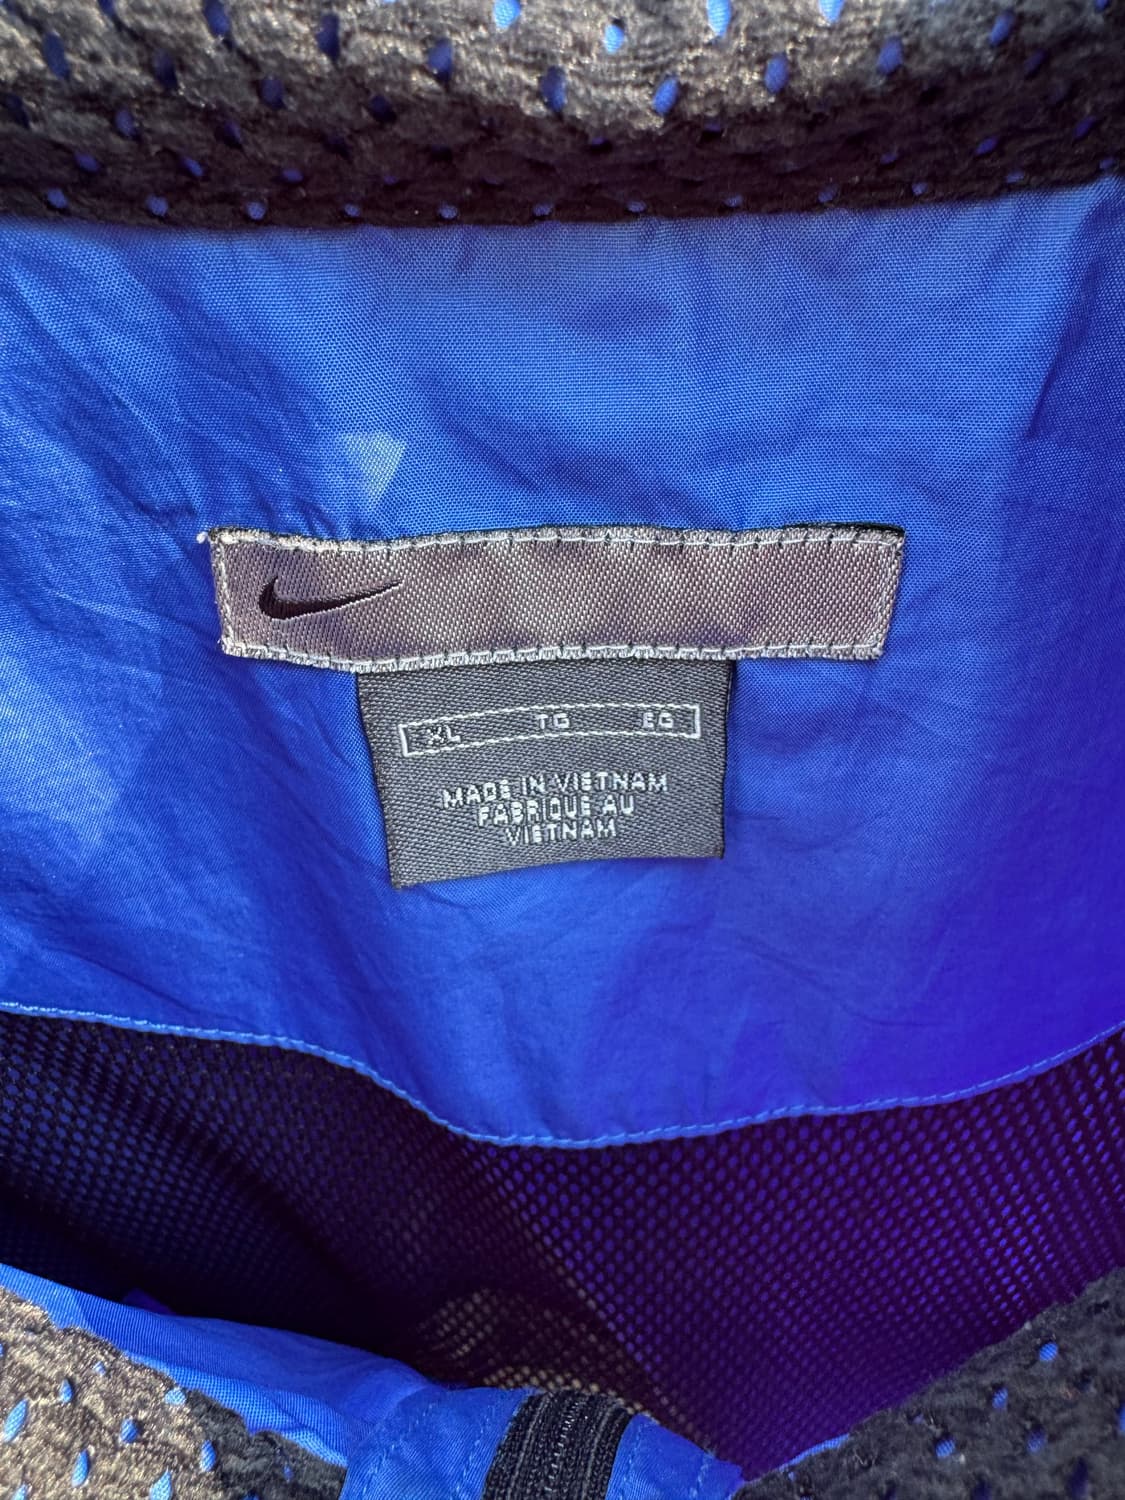 XL TG EG
MADE IN VIETNAM
FABRIQUE AU
VIETNAM